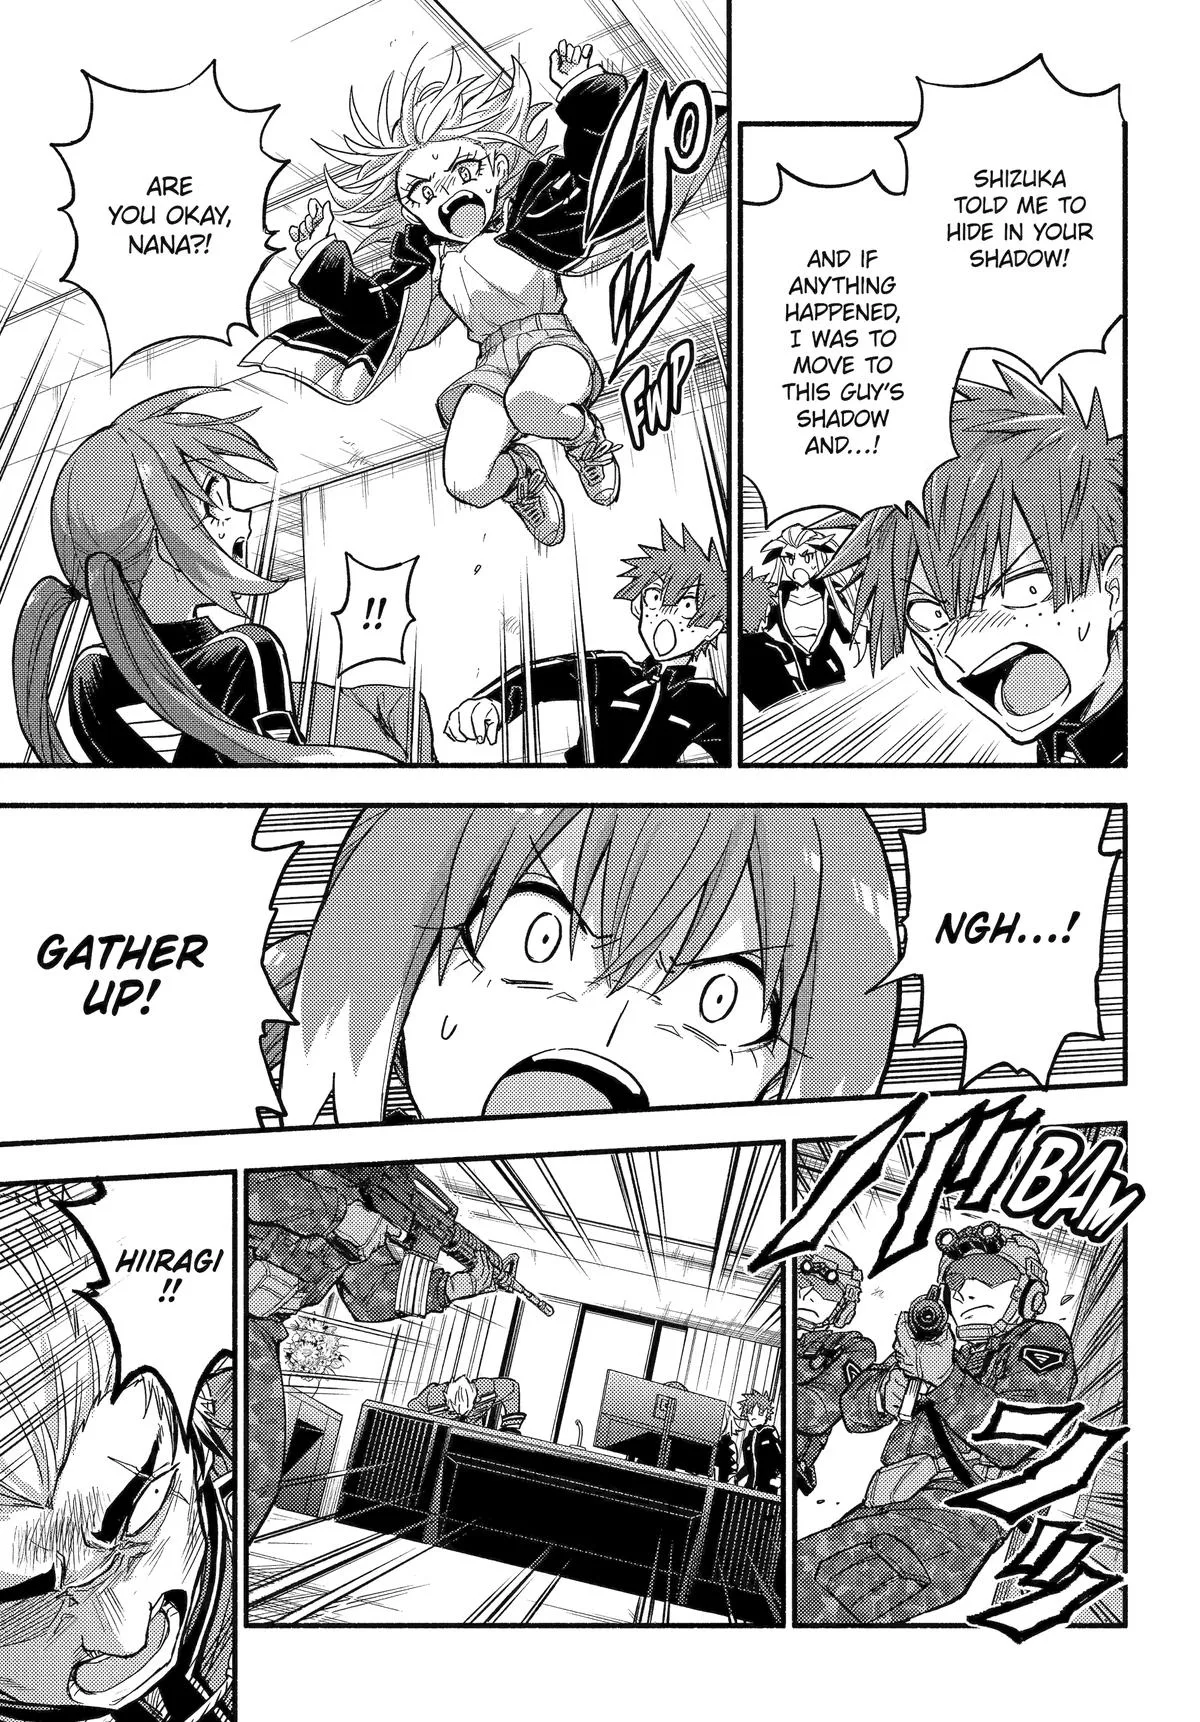 SHIZUKA
TOLD ME TO
HIDE IN YOUR
SHADOW!
AND IF
ANYTHING
HAPPENED,
I WAS TO
MOVE TO
THIS GUY'S
SHADOW
AND...!
FWP
!!
ARE
YOU OKAY,
NANA?!
NGH...!
GATHER
UP!
BAM
HIIRAGI
!!